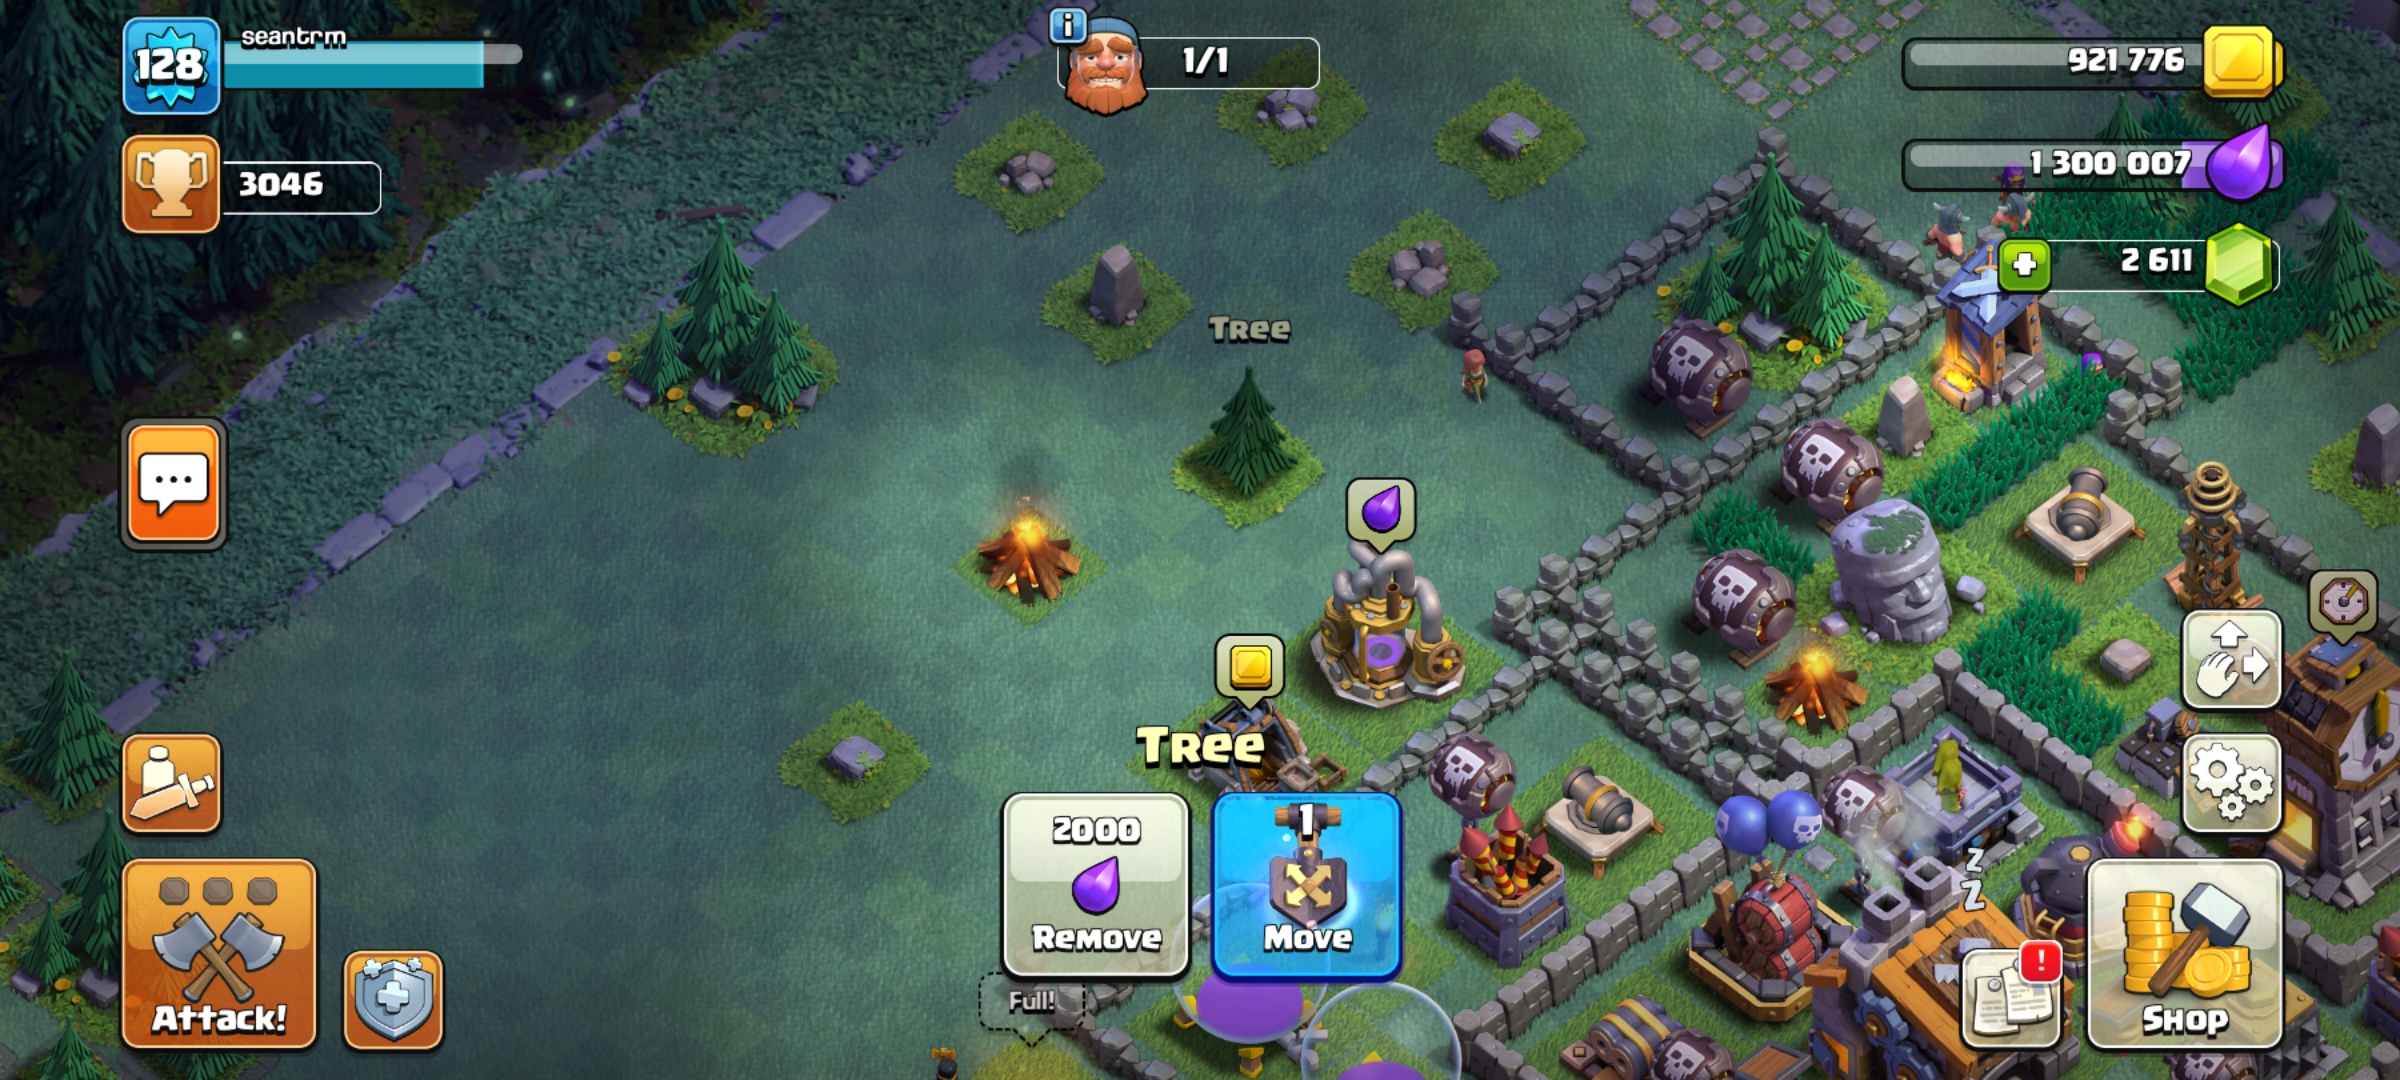 128
seantrm
1/1
921 776
3046
1 300 007
2 611
Tree
Tree
2000
Remove
1
Move
Full!
Z
Z
!
Attack!
Shop